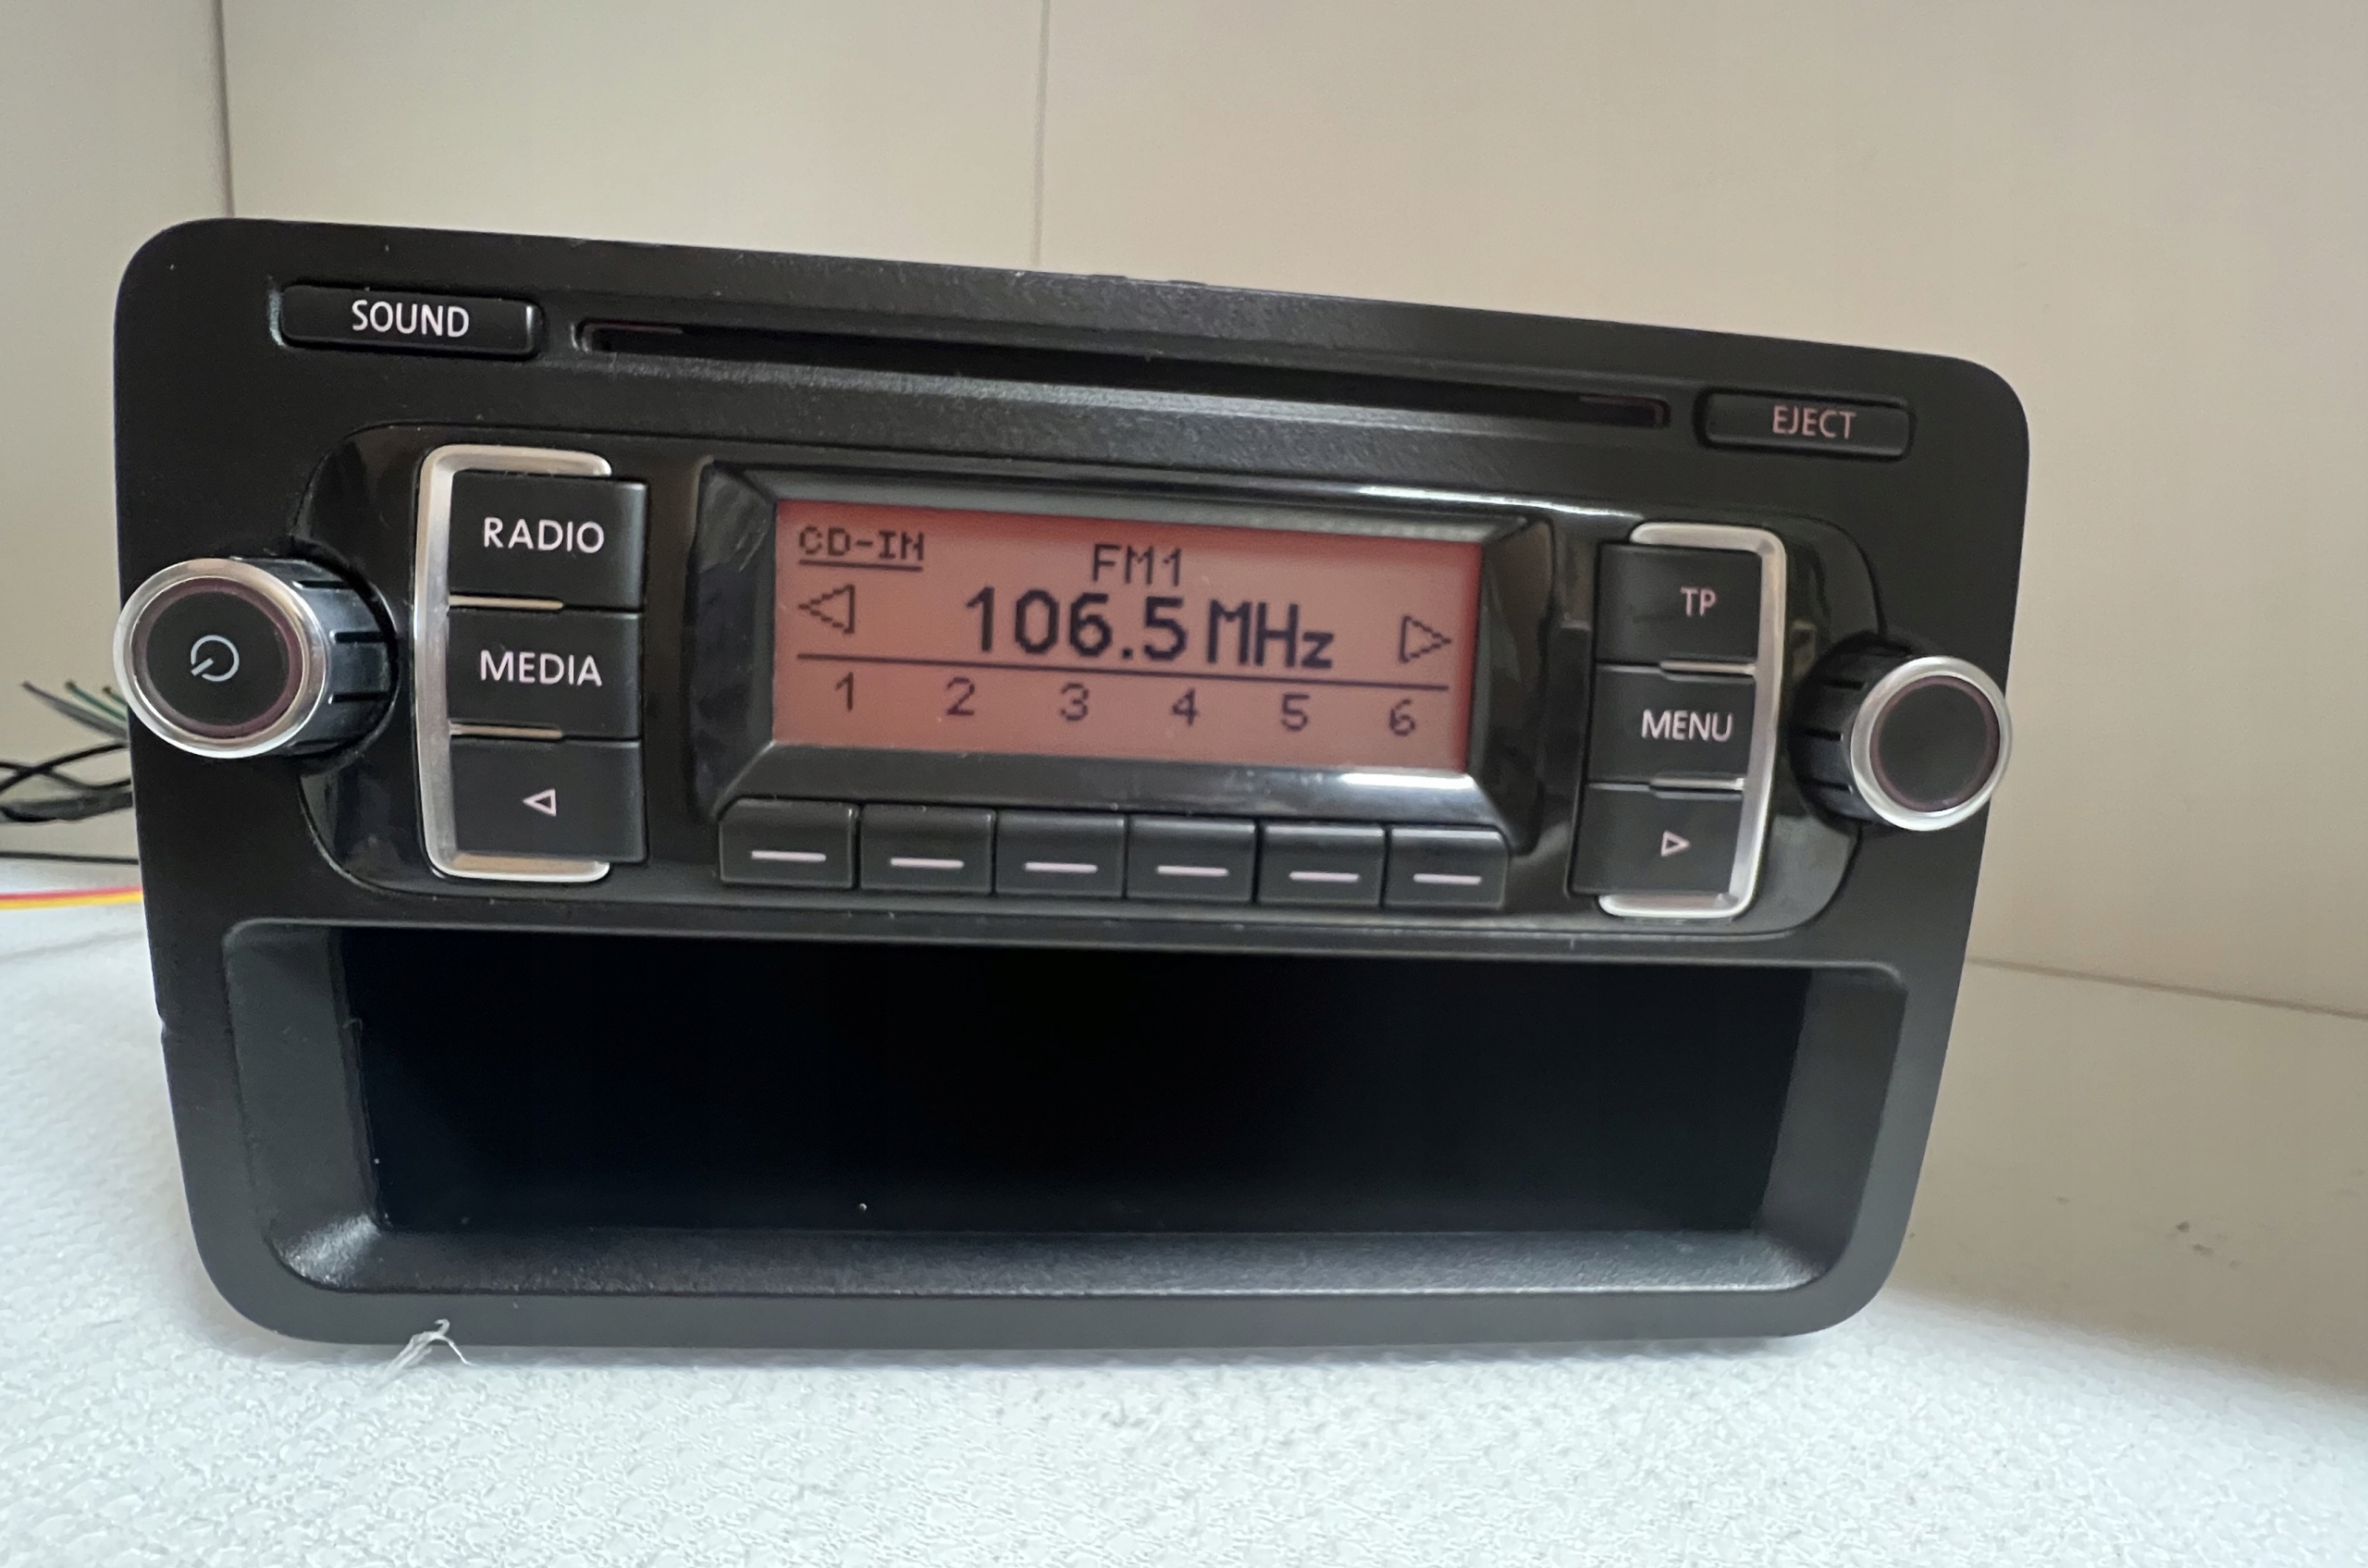 SOUND
EJECT
RADIO
MEDIA
CD-IN
FM1
106.5 MHz
1 2 3 4 5 6
TP
MENU